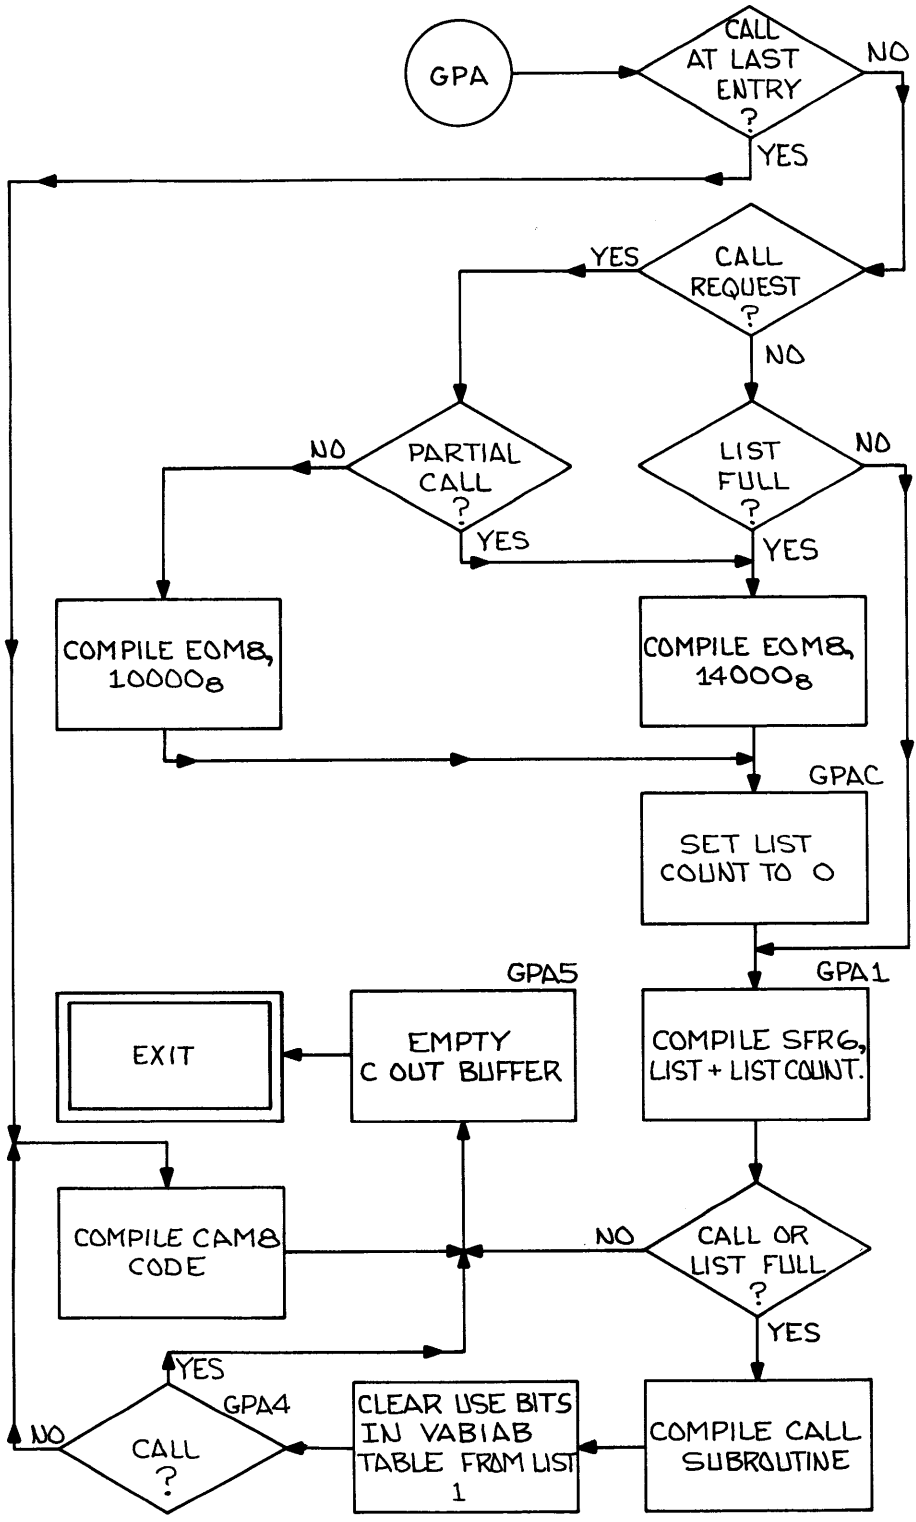 CALL
GPA
AT LAST
ENTRY
?
NO
YES
YES
CALL
REQUEST
?
NO
NO
PARTIAL
CALL
?
YES
LIST
FULL
?
NO
YES
COMPILE EOM8,
10000₈
COMPILE EOM8,
14000₈
GPAC
SET LIST
COUNT TO 0
GPA5
GPA1
EXIT
EMPTY
C OUT BUFFER
COMPILE SFR6,
LIST + LIST COUNT.
COMPILE CAM8
CODE
NO
CALL OR
LIST FULL
?
YES
YES
GPA4
NO
CALL
?
CLEAR USE BITS
IN VABIAB
TABLE FROM LIST
1
COMPILE CALL
SUBROUTINE